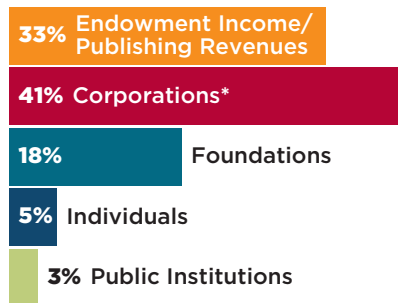 33% Endowment Income/
Publishing Revenues
41% Corporations*
18% Foundations
5% Individuals
3% Public Institutions